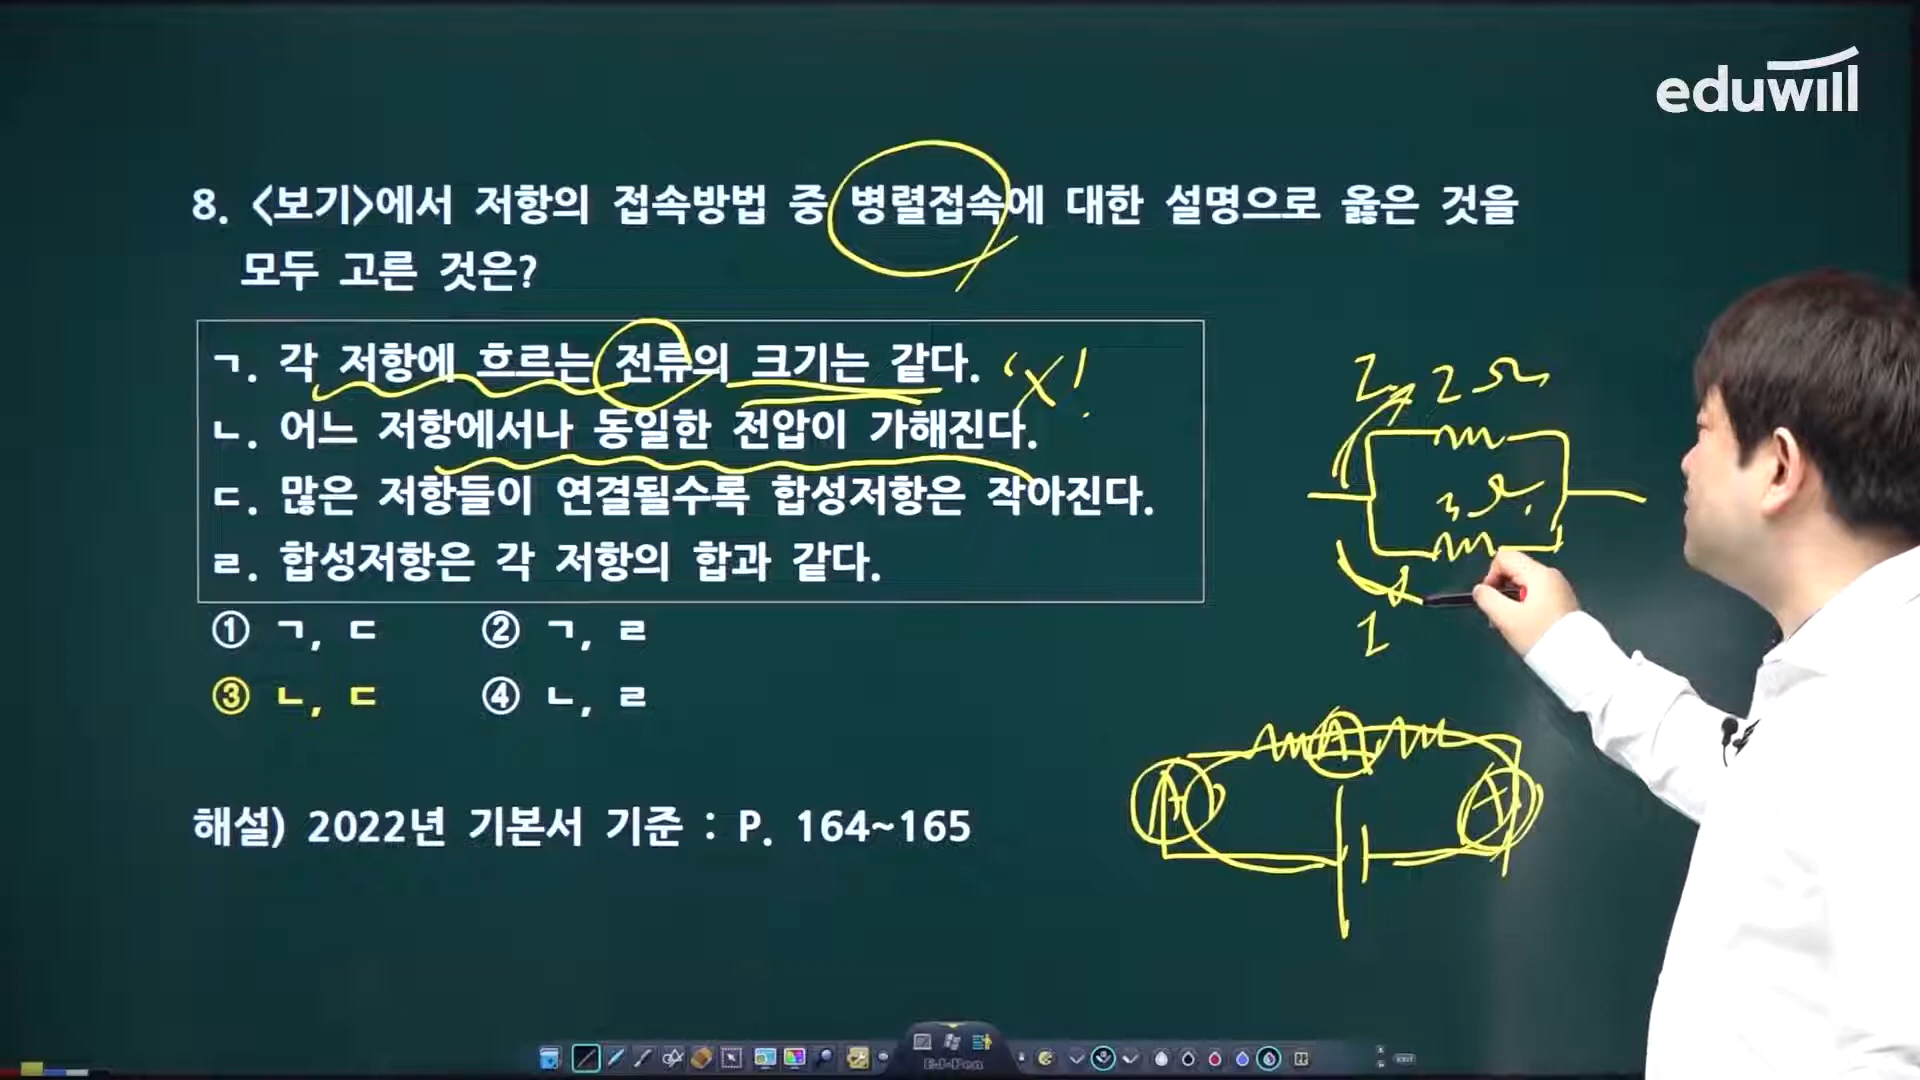 eduwill
8. <보기>에서 저항의 접속방법 중 병렬접속에 대한 설명으로 옳은 것을
모두 고른 것은?
ㄱ. 각 저항에 흐르는 전류의 크기는 같다. 'X!
ㄴ. 어느 저항에서나 동일한 전압이 가해진다.
ㄷ. 많은 저항들이 연결될수록 합성저항은 작아진다.
ㄹ. 합성저항은 각 저항의 합과 같다.
① ㄱ, ㄷ ② ㄱ, ㄹ
③ ㄴ, ㄷ ④ ㄴ, ㄹ
해설) 2022년 기본서 기준 : P. 164~165
2Ω
3Ω
I
A
A
EXIT